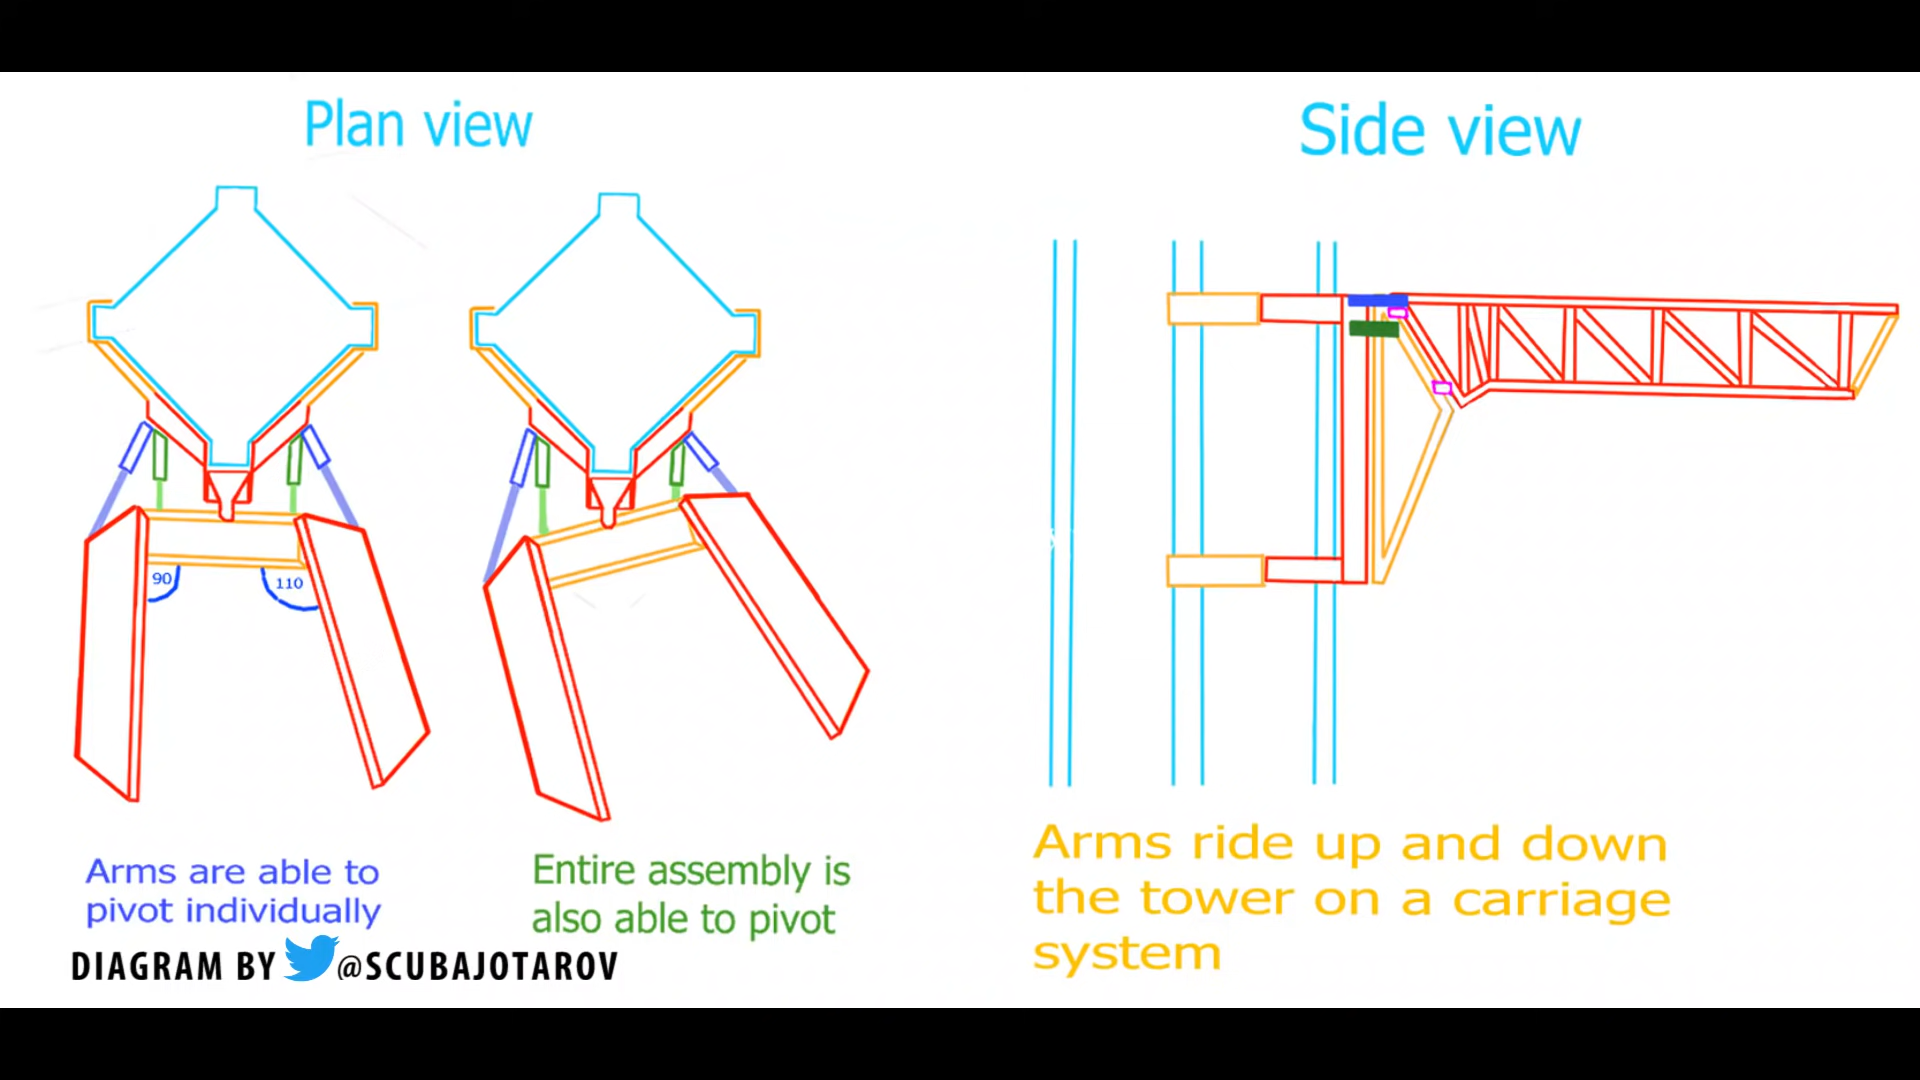 Plan view
Side view
90
110
Arms are able to
pivot individually
Entire assembly is
also able to pivot
Arms ride up and down
the tower on a carriage
system
DIAGRAM BY @SCUBAJOTAROV